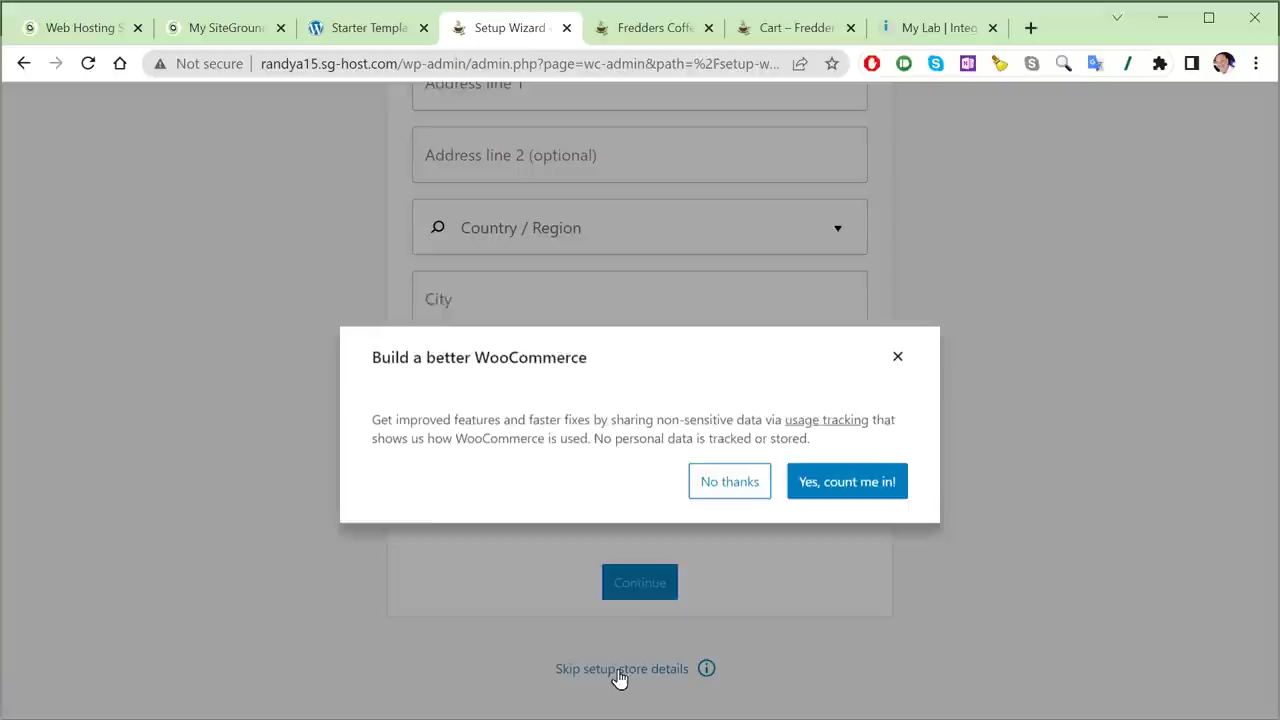 Web Hosting S
My SiteGroun
Starter Templa
Setup Wizard
Fredders Coffe
Cart – Fredder
My Lab | Integ
Not secure
randya15.sg-host.com/wp-admin/admin.php?page=wc-admin&path=%2Fsetup-w...
Address line 1
Address line 2 (optional)
Country / Region
City
Build a better WooCommerce
Get improved features and faster fixes by sharing non-sensitive data via usage tracking that
shows us how WooCommerce is used. No personal data is tracked or stored.
No thanks
Yes, count me in!
Continue
Skip setup store details